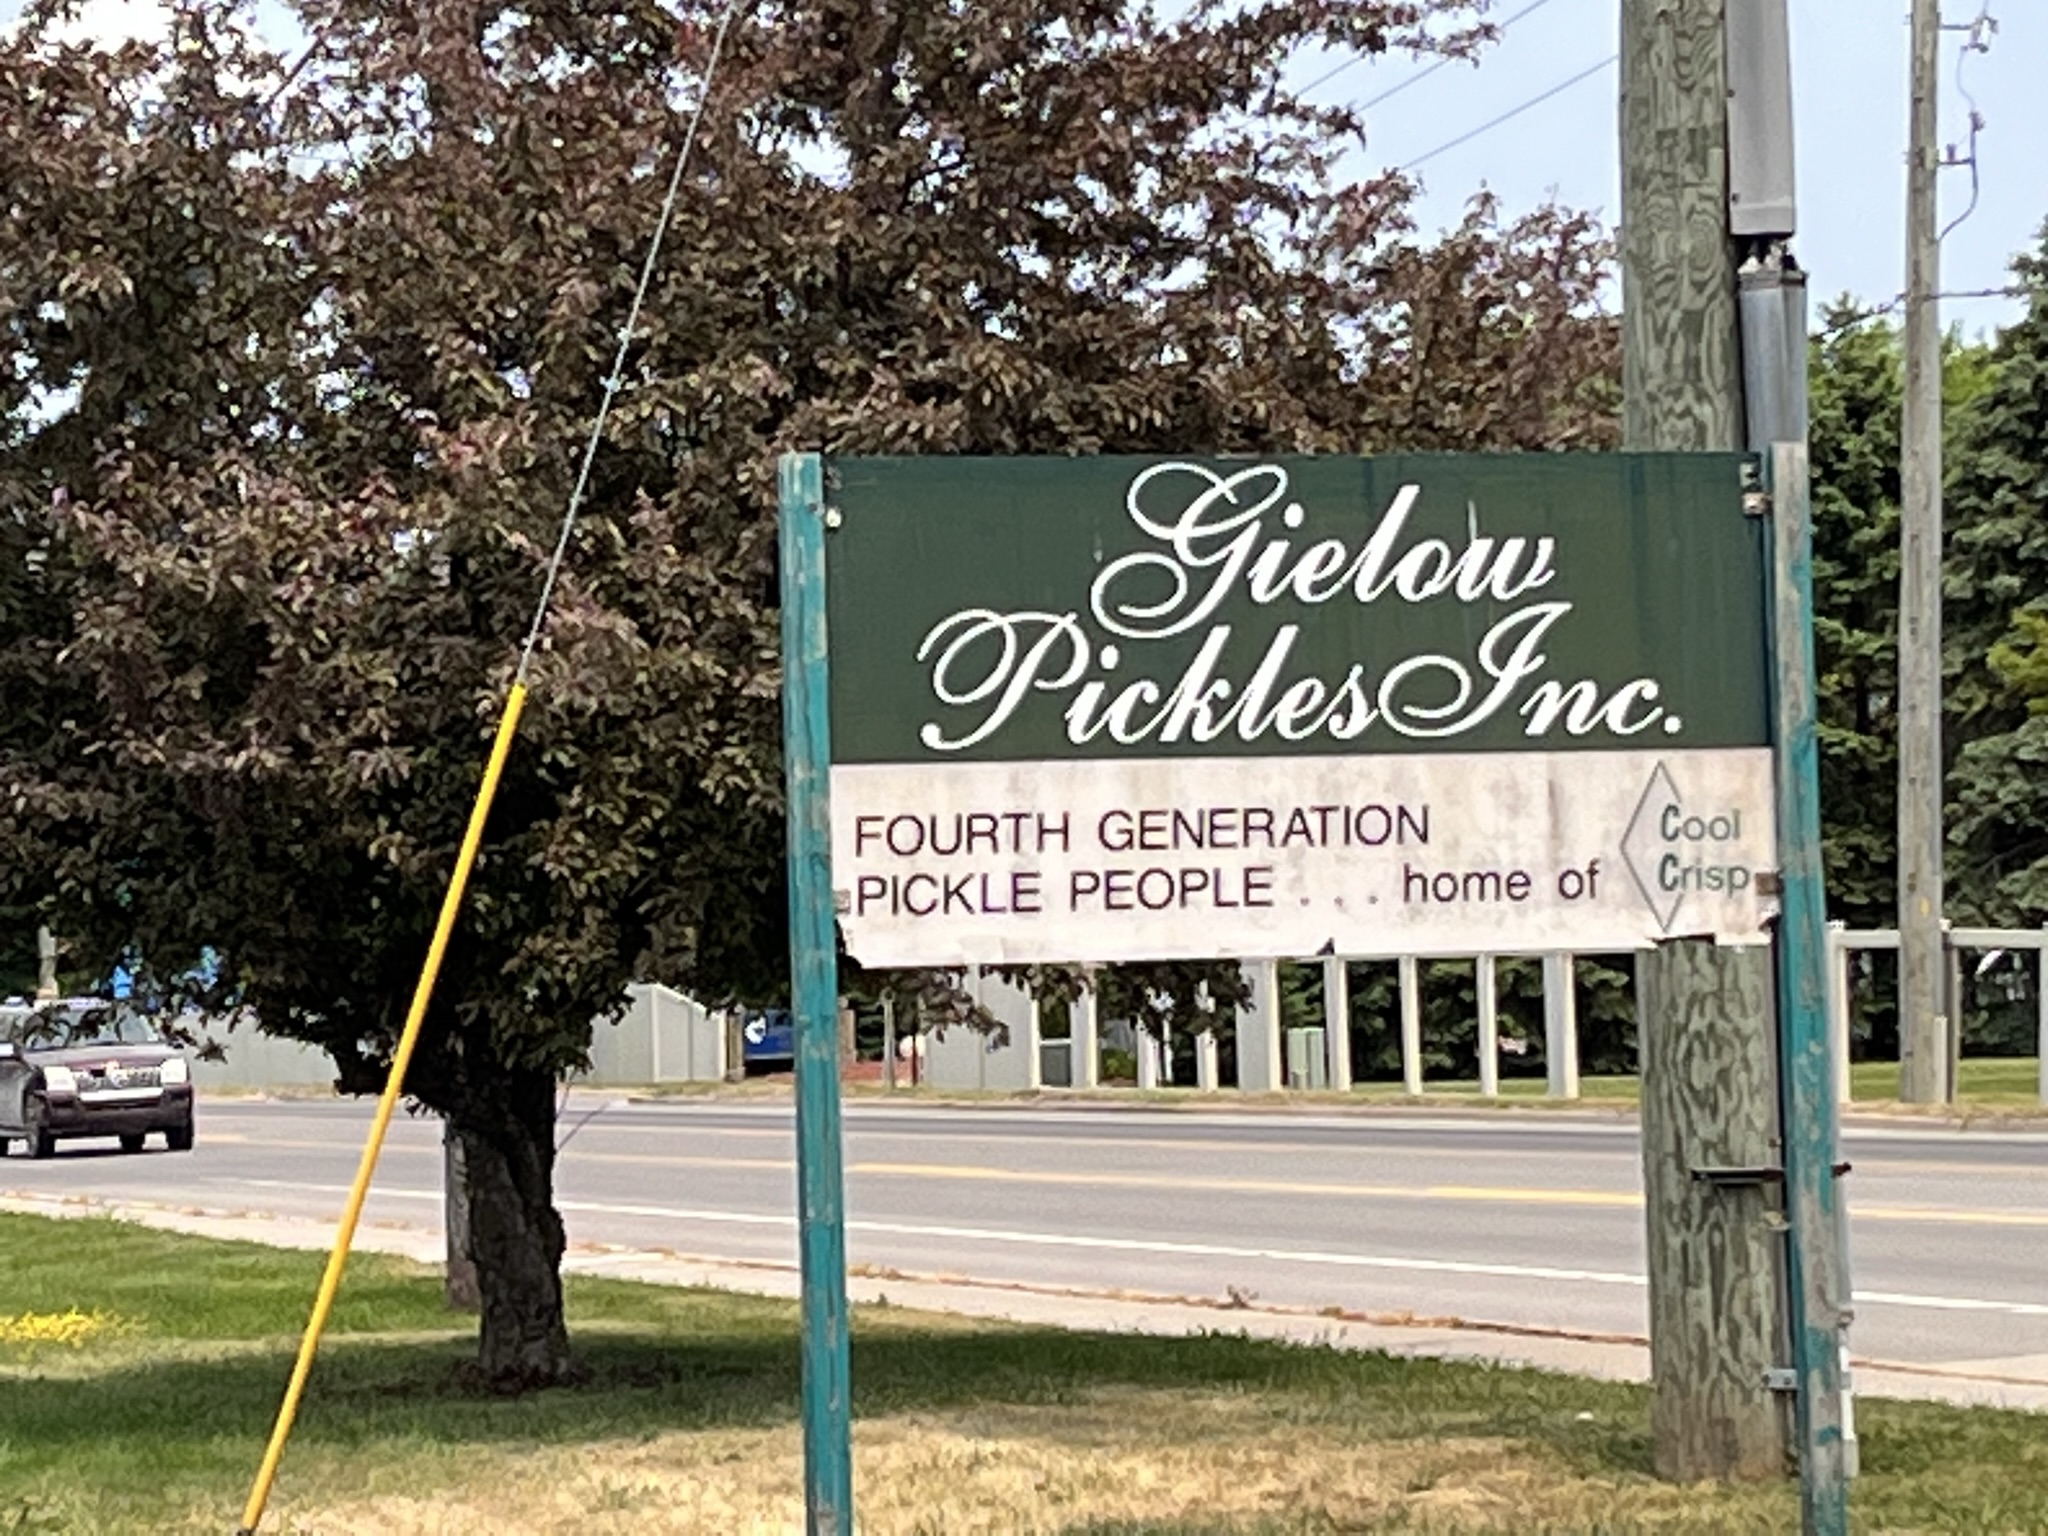 Gielow
Pickles Inc.
FOURTH GENERATION
PICKLE PEOPLE . . . home of
Cool
Crisp